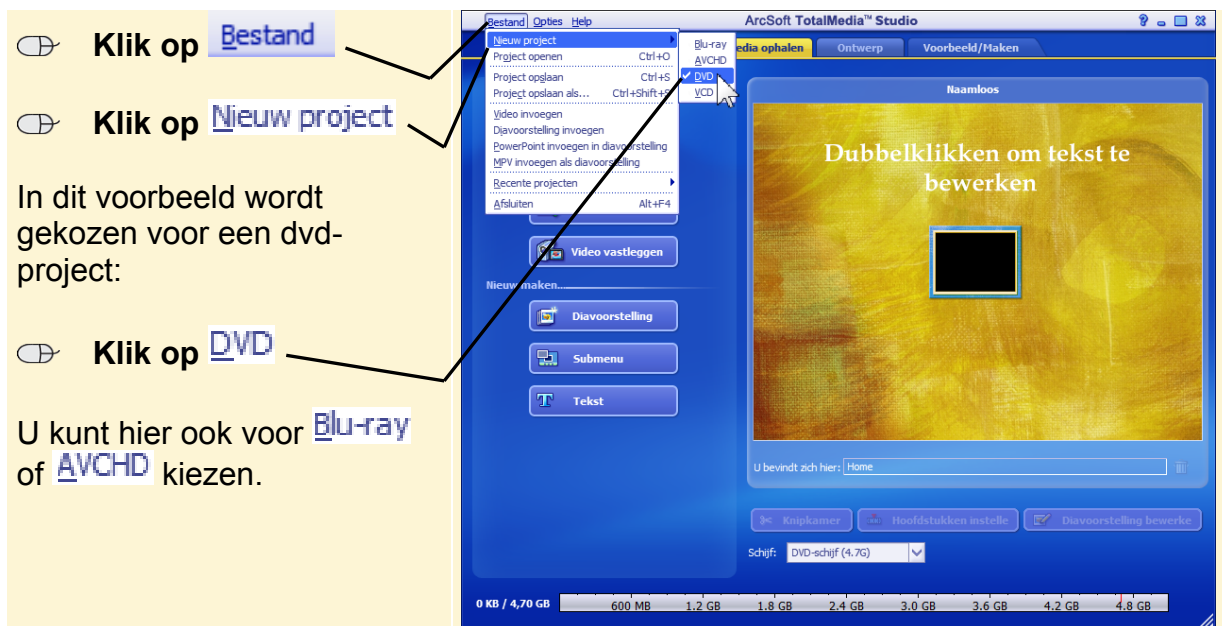 Klik op Bestand
Klik op Nieuw project
In dit voorbeeld wordt
gekozen voor een dvd-
project:
Klik op DVD
U kunt hier ook voor Blu-ray
of AVCHD kiezen.
Bestand Opties Help
ArcSoft TotalMedia™ Studio
Nieuw project
Project openen Ctrl+O
Project opslaan Ctrl+S
Project opslaan als... Ctrl+Shift+S
Video invoegen
Diavoorstelling invoegen
PowerPoint invoegen in diavoorstelling
MPV invoegen als diavoorstelling
Recente projecten
Afsluiten Alt+F4
Blu-ray
AVCHD
DVD
VCD
edia ophalen Ontwerp Voorbeeld/Maken
Video vastleggen
Nieuw maken...
Diavoorstelling
Submenu
Tekst
Naamloos
Dubbelklikken om tekst te
bewerken
U bevindt zich hier: Home
Knipkamer Hoofdstukken instelle Diavoorstelling bewerke
Schijf: DVD-schijf (4.7G)
0 KB / 4,70 GB 600 MB 1.2 GB 1.8 GB 2.4 GB 3.0 GB 3.6 GB 4.2 GB 4.8 GB